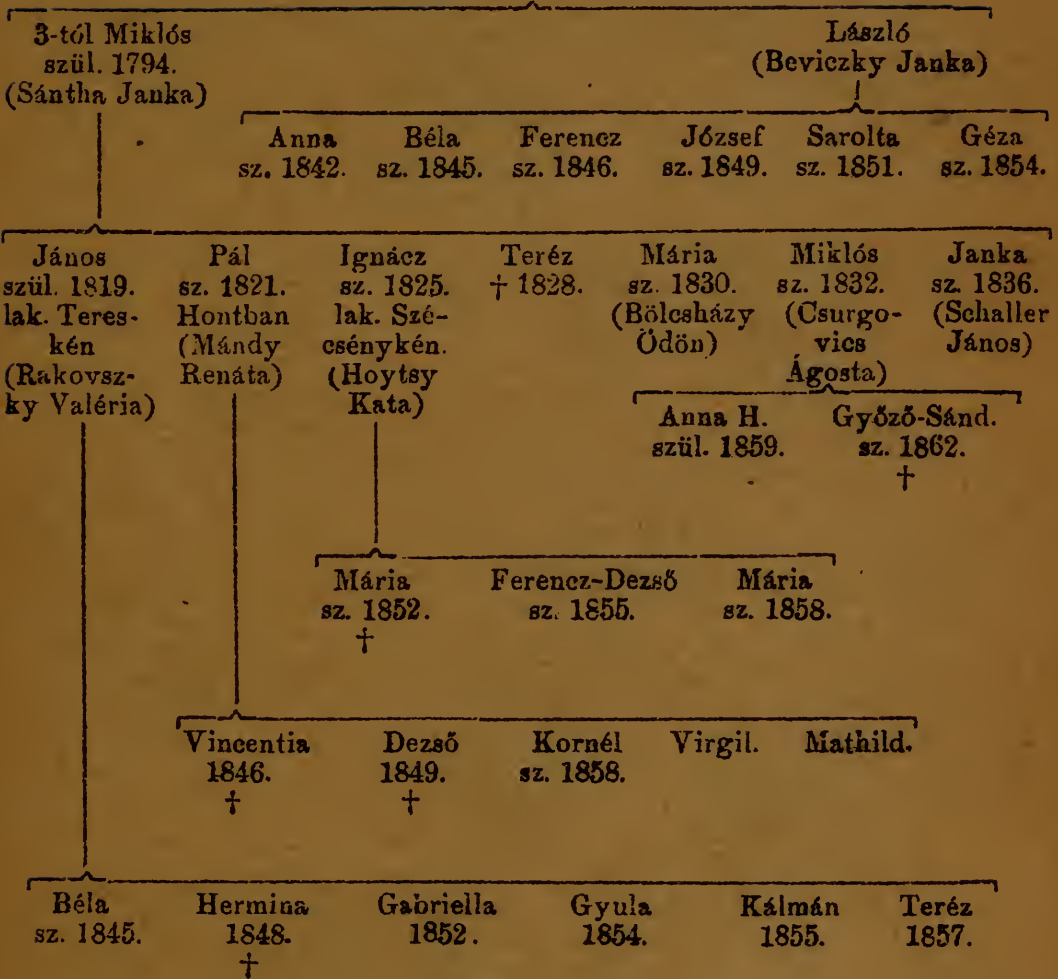 3-tól Miklós
szül. 1794.
(Sántha Janka)
László
(Beviczky Janka)
Anna
sz. 1842.
Béla
sz. 1845.
Ferencz
sz. 1846.
József
sz. 1849.
Sarolta
sz. 1851.
Géza
sz. 1854.
János
szül. 1819.
lak. Teres-
kén
(Rakovsz-
ky Valéria)
Pál
sz. 1821.
Hontban
(Mándy
Renáta)
Ignácz
sz. 1825.
lak. Szé-
csénykén.
(Hoytsy
Kata)
Teréz
† 1828.
Mária
sz. 1830.
(Bölcsházy
Ödön)
Miklós
sz. 1832.
(Csurgo-
vics
Ágosta)
Janka
sz. 1836.
(Schaller
János)
Anna H.
szül. 1859.
Győző-Sánd.
sz. 1862.
†
Mária
sz. 1852.
†
Ferencz-Dezső
sz. 1855.
Mária
sz. 1858.
Vincentia
1846.
†
Dezső
1849.
†
Kornél
sz. 1858.
Virgil.
Mathild.
Béla
sz. 1845.
Hermina
1848.
†
Gabriella
1852.
Gyula
1854.
Kálmán
1855.
Teréz
1857.